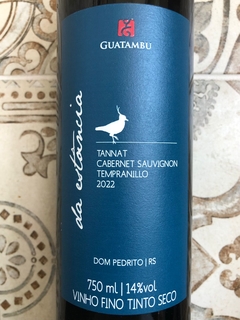 GUATAMBU
da estância
TANNAT
CABERNET SAUVIGNON
TEMPRANILLO
2022
DOM PEDRITO | RS
750 ml | 14%vol
VINHO FINO TINTO SECO